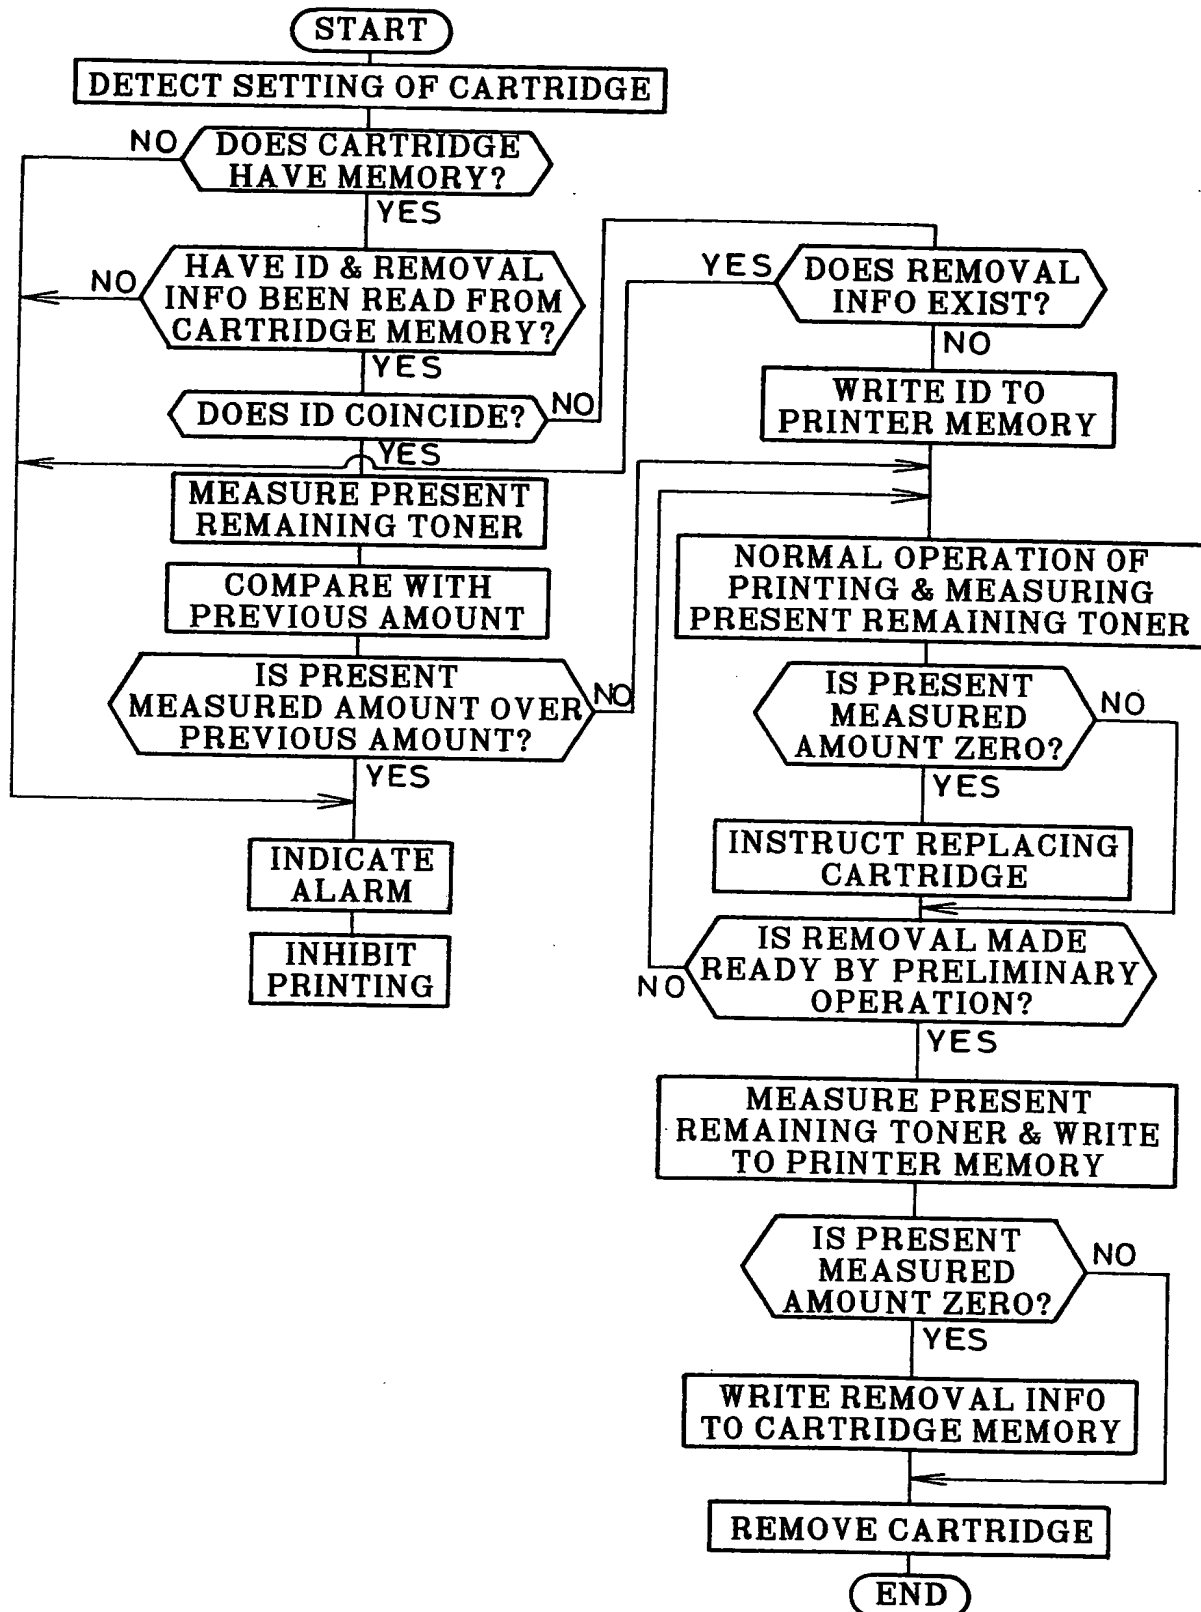 START
DETECT SETTING OF CARTRIDGE
NO
DOES CARTRIDGE
HAVE MEMORY?
YES
NO
HAVE ID & REMOVAL
INFO BEEN READ FROM
CARTRIDGE MEMORY?
YES
DOES ID COINCIDE?
NO
YES
MEASURE PRESENT
REMAINING TONER
COMPARE WITH
PREVIOUS AMOUNT
IS PRESENT
MEASURED AMOUNT OVER
PREVIOUS AMOUNT?
NO
YES
INDICATE
ALARM
INHIBIT
PRINTING
YES
DOES REMOVAL
INFO EXIST?
NO
WRITE ID TO
PRINTER MEMORY
NORMAL OPERATION OF
PRINTING & MEASURING
PRESENT REMAINING TONER
IS PRESENT
MEASURED
AMOUNT ZERO?
NO
YES
INSTRUCT REPLACING
CARTRIDGE
IS REMOVAL MADE
READY BY PRELIMINARY
OPERATION?
NO
YES
MEASURE PRESENT
REMAINING TONER & WRITE
TO PRINTER MEMORY
IS PRESENT
MEASURED
AMOUNT ZERO?
NO
YES
WRITE REMOVAL INFO
TO CARTRIDGE MEMORY
REMOVE CARTRIDGE
END